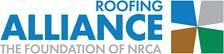 ROOFING
ALLIANCE
THE FOUNDATION OF NRCA